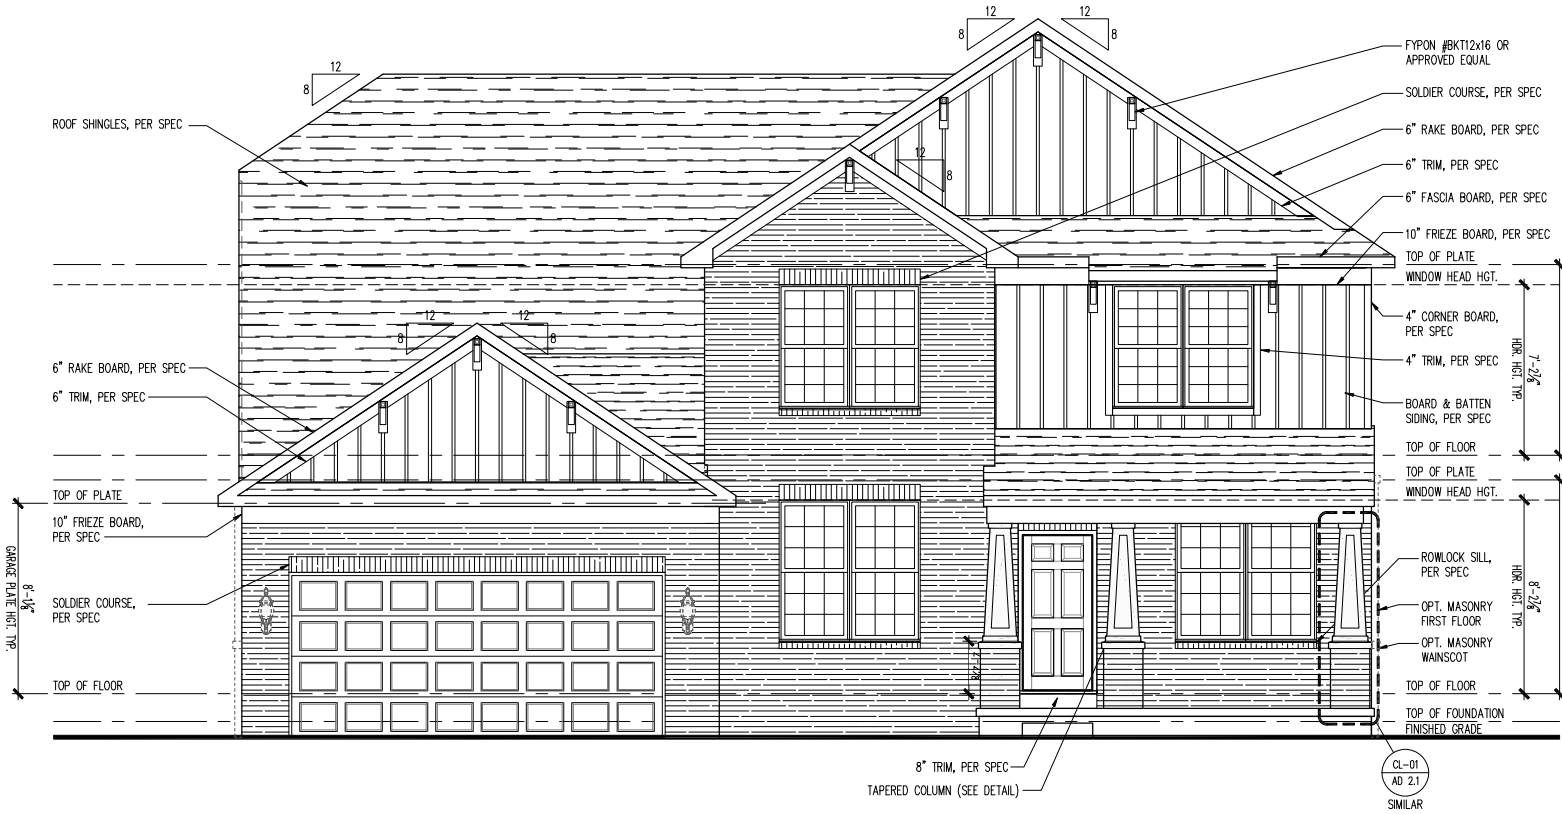 12
12
8
8
FYPON #BKT12x16 OR
APPROVED EQUAL
12
8
SOLDIER COURSE, PER SPEC
ROOF SHINGLES, PER SPEC
6" RAKE BOARD, PER SPEC
12
8
6" TRIM, PER SPEC
6" FASCIA BOARD, PER SPEC
10" FRIEZE BOARD, PER SPEC
TOP OF PLATE
WINDOW HEAD HGT.
12
12
8
8
4" CORNER BOARD,
PER SPEC
7'-2⅞"
HDR. HGT. TYP.
4" TRIM, PER SPEC
6" RAKE BOARD, PER SPEC
6" TRIM, PER SPEC
BOARD & BATTEN
SIDING, PER SPEC
TOP OF FLOOR
TOP OF PLATE
WINDOW HEAD HGT.
TOP OF PLATE
10" FRIEZE BOARD,
PER SPEC
8'-1⅛"
GARAGE PLATE HGT. TYP.
SOLDIER COURSE,
PER SPEC
ROWLOCK SILL,
PER SPEC
8'-2⅞"
HDR. HGT. TYP.
OPT. MASONRY
FIRST FLOOR
OPT. MASONRY
WAINSCOT
TOP OF FLOOR
TOP OF FLOOR
TOP OF FOUNDATION
FINISHED GRADE
8" TRIM, PER SPEC
TAPERED COLUMN (SEE DETAIL)
CL-01
AD 2.1
SIMILAR